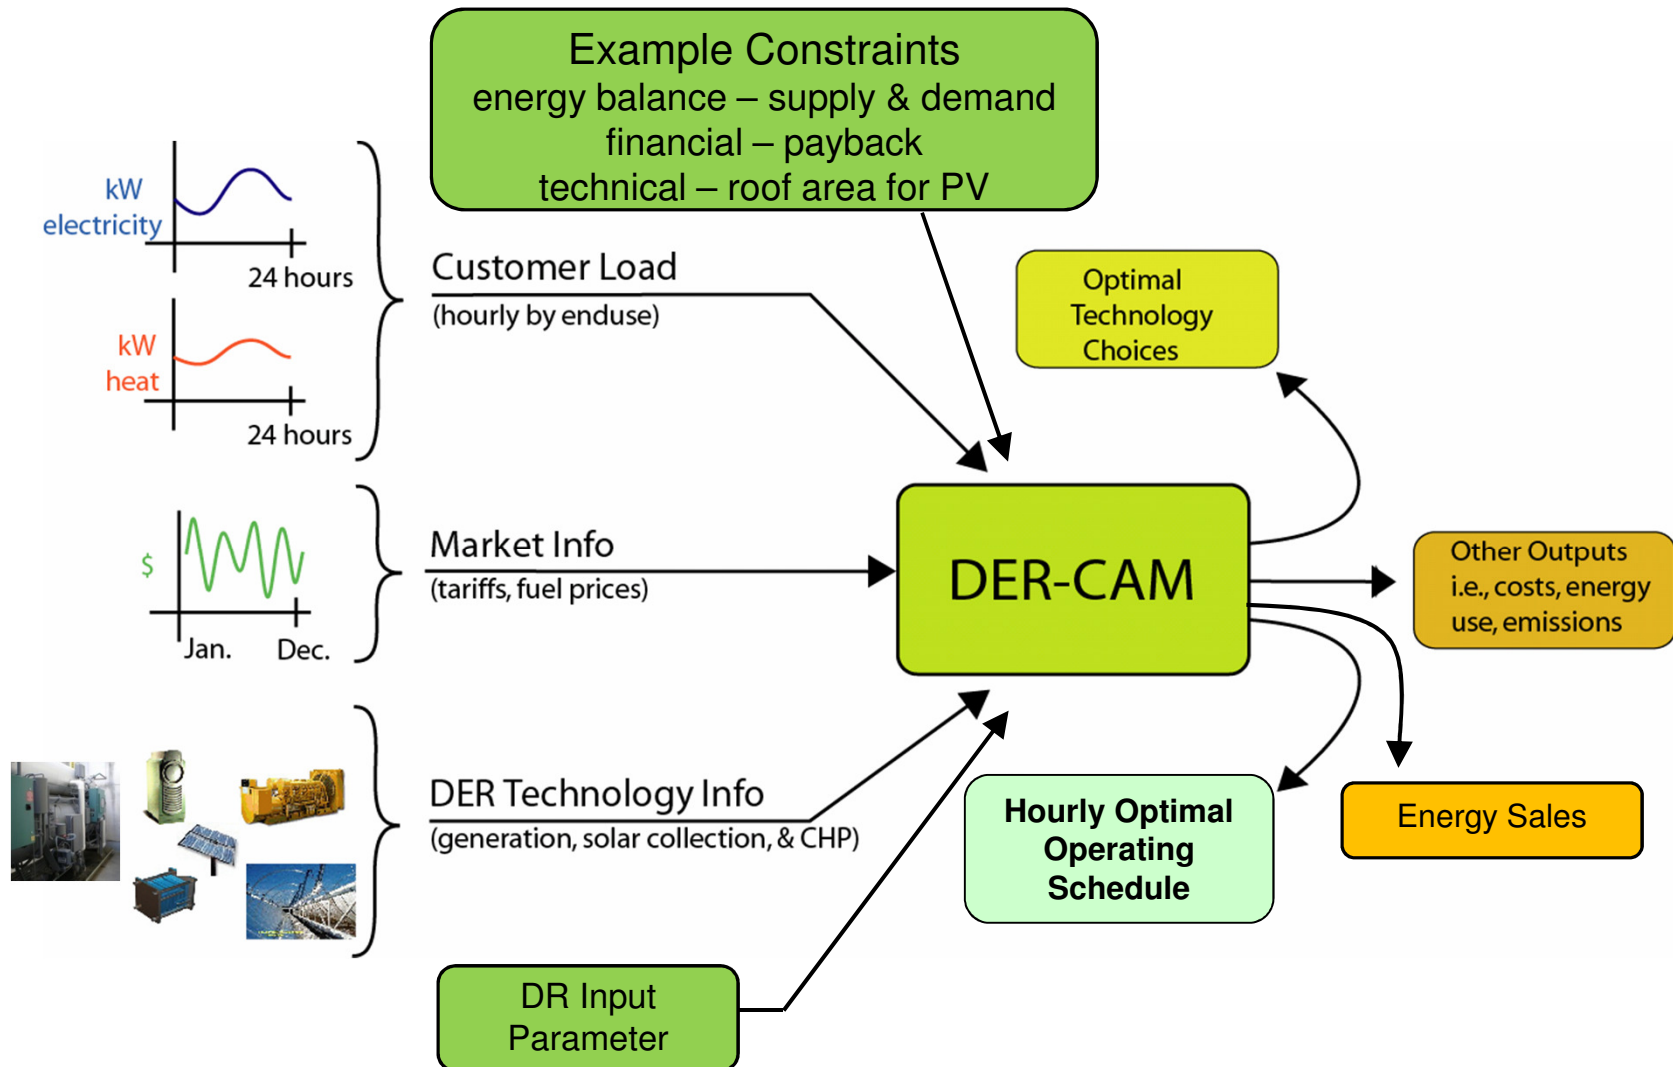 Example Constraints
energy balance – supply & demand
financial – payback
technical – roof area for PV
kW
electricity
24 hours
kW
heat
24 hours
Customer Load
(hourly by enduse)
Optimal
Technology
Choices
$
Jan.
Dec.
Market Info
(tariffs, fuel prices)
DER-CAM
Other Outputs
i.e., costs, energy
use, emissions
DER Technology Info
(generation, solar collection, & CHP)
Hourly Optimal
Operating
Schedule
Energy Sales
DR Input
Parameter